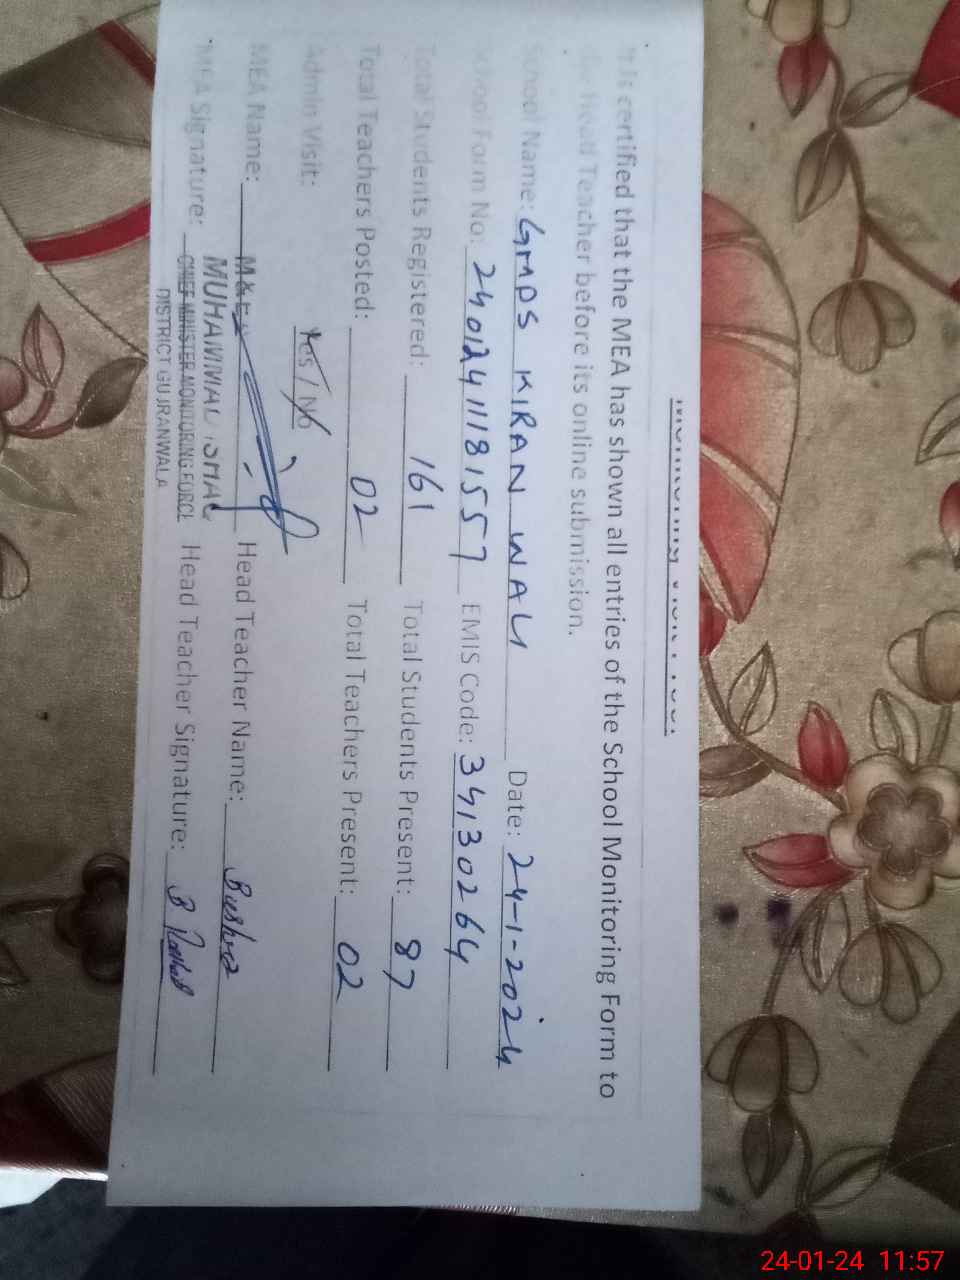 It is certified that the MEA has shown all entries of the School Monitoring Form to
the Head Teacher before its online submission.
School Name: GMPS KIRAN WALI Date: 24-1-2024
School Form No: 24012411181557 EMIS Code: 34130264
Total Students Registered: 161 Total Students Present: 87
Total Teachers Posted: 02 Total Teachers Present: 02
Admin Visit: Yes / No
MEA Name: Head Teacher Name: Bushra
MUHAMMAD
MEA Signature: Head Teacher Signature: B
CHIEF MINISTER MONITORING FORCE
DISTRICT GUJRANWALA
24-01-24 11:57